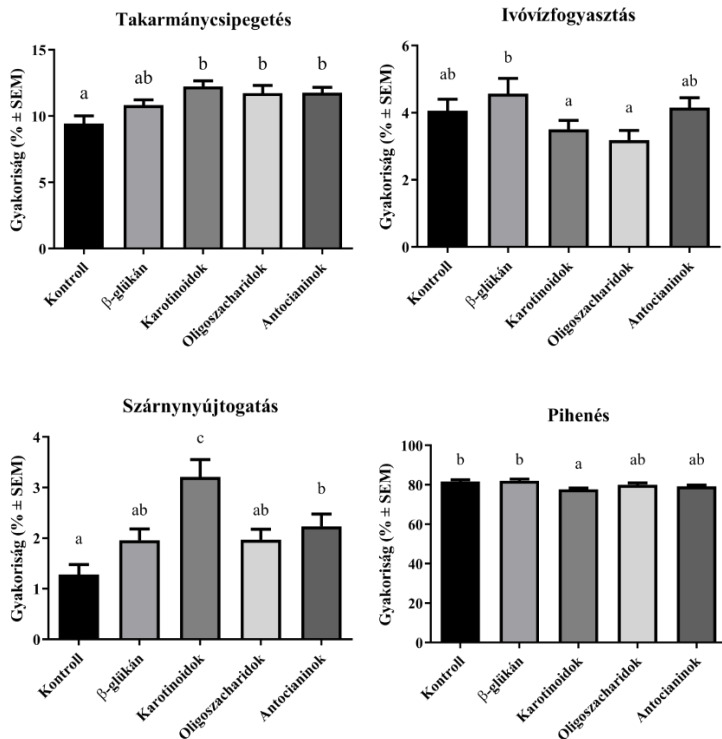 Takarmánycsipegetés
Gyakoriság (% ± SEM)
15
10
5
0
a
ab
b
b
b
Kontroll
β-glükán
Karotinoidok
Oligoszacharidok
Antocianinok
Ivóvízfogyasztás
Gyakoriság (% ± SEM)
6
4
2
0
ab
b
a
a
ab
Kontroll
β-glükán
Karotinoidok
Oligoszacharidok
Antocianinok
Szárnynyújtogatás
Gyakoriság (% ± SEM)
4
3
2
1
0
a
ab
c
ab
b
Kontroll
β-glükán
Karotinoidok
Oligoszacharidok
Antocianinok
Pihenés
Gyakoriság (% ± SEM)
100
80
60
40
20
0
b
b
a
ab
ab
Kontroll
β-glükán
Karotinoidok
Oligoszacharidok
Antocianinok